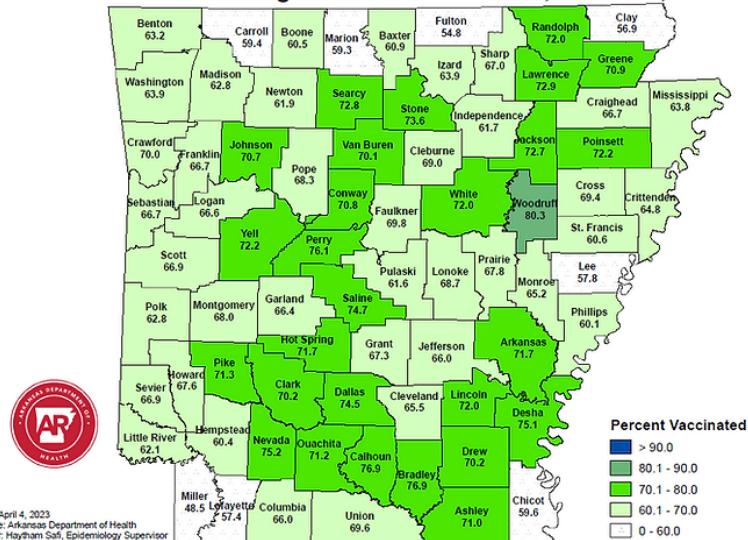 Benton
63.2
Carroll
59.4
Boone
60.5
Marion
59.3
Baxter
60.9
Fulton
54.8
Randolph
72.0
Clay
56.9
Sharp
67.0
Izard
63.9
Greene
70.9
Lawrence
72.9
Washington
63.9
Madison
62.8
Newton
61.9
Searcy
72.8
Stone
73.6
Independence
61.7
Craighead
66.7
Mississippi
63.8
Crawford
70.0
Franklin
66.7
Johnson
70.7
Pope
68.3
Van Buren
70.1
Cleburne
69.0
Jackson
72.7
Poinsett
72.2
Sebastian
66.7
Logan
66.6
Conway
70.8
Faulkner
69.8
White
72.0
Woodruff
80.3
Cross
69.4
Crittenden
64.8
St. Francis
60.6
Yell
72.2
Perry
76.1
Scott
66.9
Pulaski
61.6
Lonoke
68.7
Prairie
67.8
Monroe
65.2
Lee
57.8
Polk
62.8
Montgomery
68.0
Garland
66.4
Saline
74.7
Phillips
60.1
Hot Spring
71.7
Grant
67.3
Jefferson
66.0
Arkansas
71.7
Pike
71.3
Howard
67.6
Sevier
66.9
Clark
70.2
Dallas
74.5
Cleveland
65.5
Lincoln
72.0
Desha
75.1
Hempstead
60.4
Little River
62.1
Nevada
75.2
Ouachita
71.2
Calhoun
76.9
Bradley
76.9
Drew
70.2
Miller
48.5
Lafayette
57.4
Columbia
66.0
Union
69.6
Ashley
71.0
Chicot
59.6
ARKANSAS DEPARTMENT OF
AR
HEALTH
Percent Vaccinated
> 90.0
80.1 - 90.0
70.1 - 80.0
60.1 - 70.0
0 - 60.0
April 4, 2023
e: Arkansas Department of Health
r: Haytham Safi, Epidemiology Supervisor